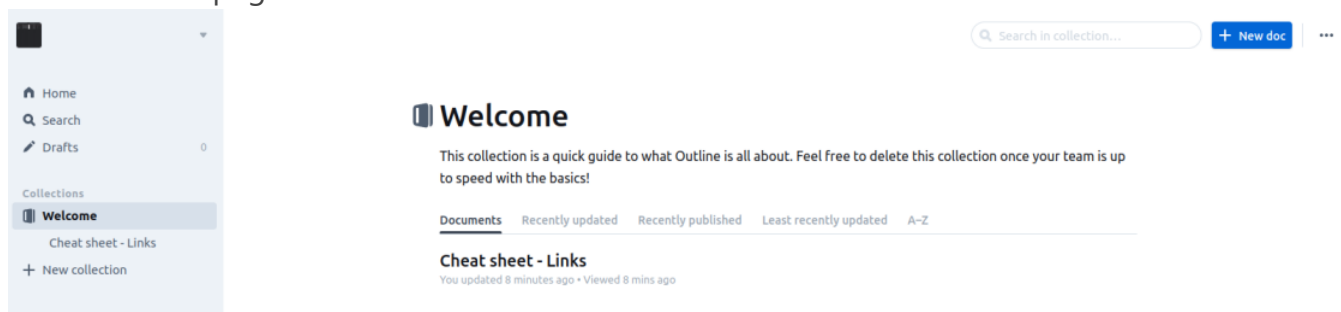 Search in collection...
+ New doc
Home
Search
Drafts 0
Collections
Welcome
Cheat sheet - Links
+ New collection
Welcome
This collection is a quick guide to what Outline is all about. Feel free to delete this collection once your team is up
to speed with the basics!
Documents Recently updated Recently published Least recently updated A–Z
Cheat sheet - Links
You updated 8 minutes ago • Viewed 8 mins ago